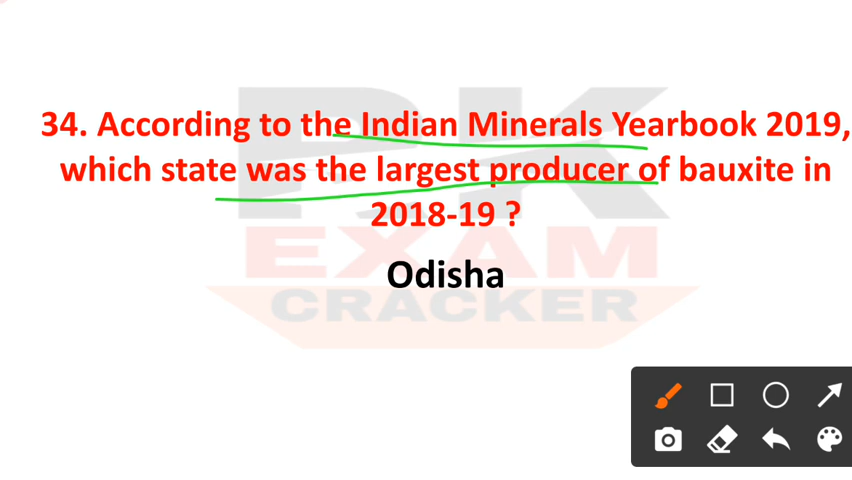 34. According to the Indian Minerals Yearbook 2019,
which state was the largest producer of bauxite in
2018-19 ?
Odisha
PK
EXAM
CRACKER